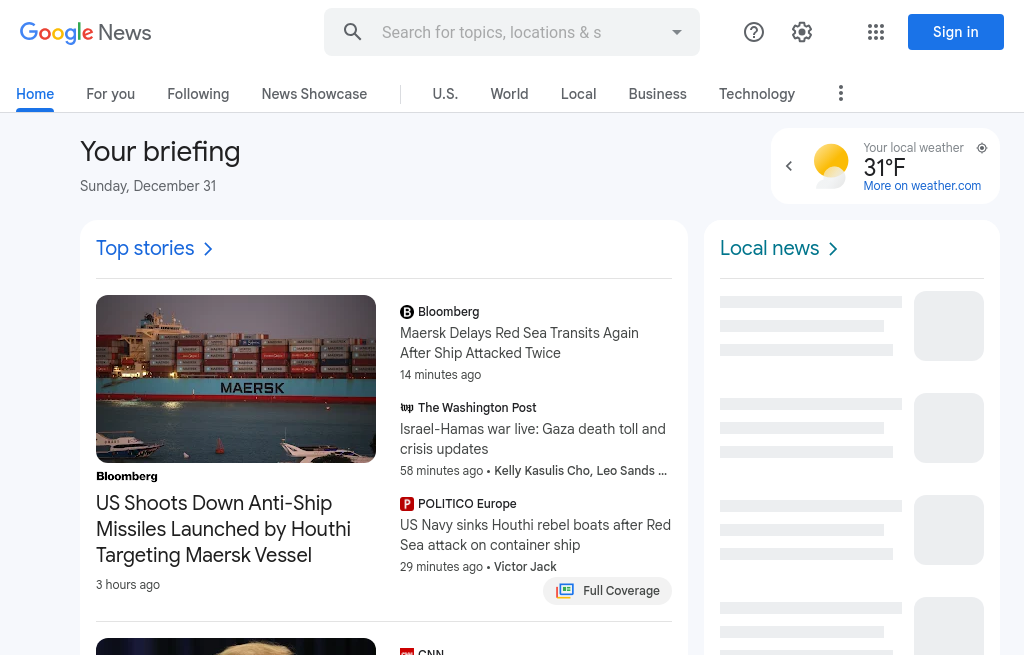 Google News
Search for topics, locations & s
Sign in
Home
For you
Following
News Showcase
U.S.
World
Local
Business
Technology
Your briefing
Sunday, December 31
Your local weather
31°F
More on weather.com
Top stories
MAERSK
Bloomberg
US Shoots Down Anti-Ship
Missiles Launched by Houthi
Targeting Maersk Vessel
3 hours ago
B Bloomberg
Maersk Delays Red Sea Transits Again
After Ship Attacked Twice
14 minutes ago
wp The Washington Post
Israel-Hamas war live: Gaza death toll and
crisis updates
58 minutes ago • Kelly Kasulis Cho, Leo Sands ...
P POLITICO Europe
US Navy sinks Houthi rebel boats after Red
Sea attack on container ship
29 minutes ago • Victor Jack
Full Coverage
CNN
Local news